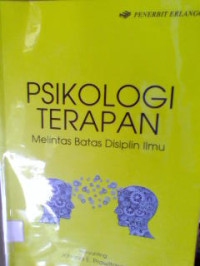 PENERBIT ERLANGGA
PSIKOLOGI
TERAPAN
Melintas Batas Disiplin Ilmu